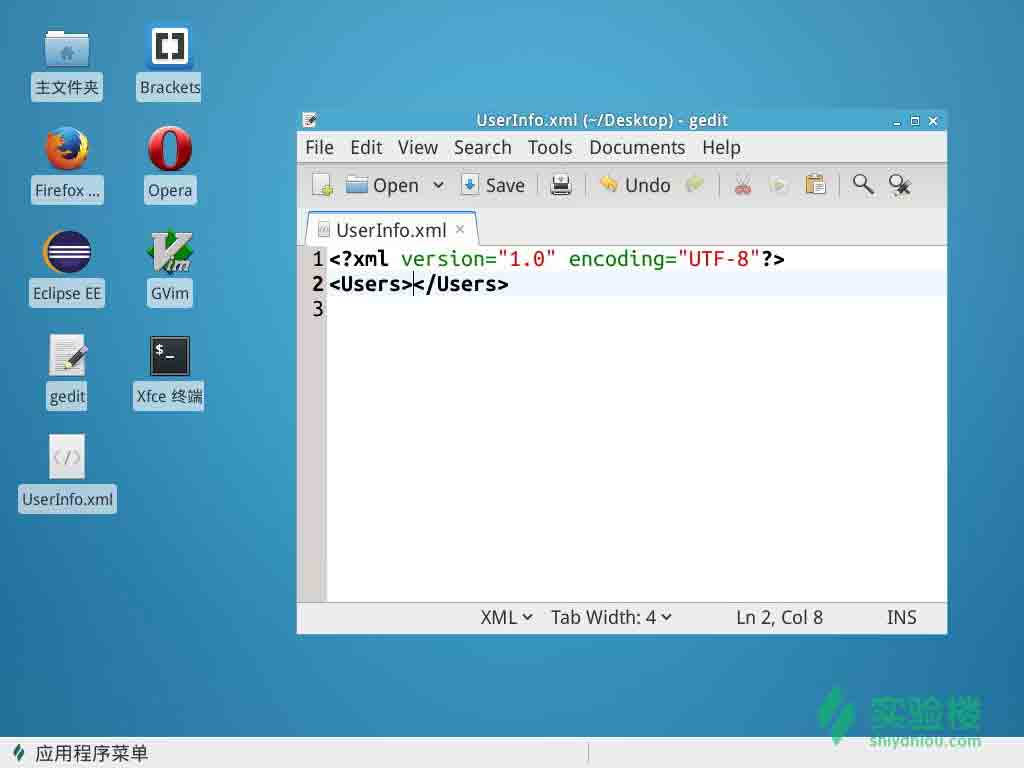 主文件夹
Brackets
Firefox ...
Opera
Eclipse EE
GVim
gedit
$_
Xfce 终端
</>
UserInfo.xml
UserInfo.xml (~/Desktop) - gedit
File Edit View Search Tools Documents Help
Open Save Undo
UserInfo.xml
1 <?xml version="1.0" encoding="UTF-8"?>
2 <Users></Users>
3
XML Tab Width: 4 Ln 2, Col 8 INS
实验楼
shiyanlou.com
应用程序菜单